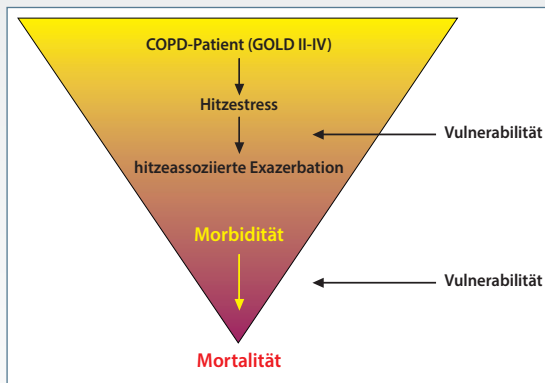 COPD-Patient (GOLD II-IV)
Hitzestress
Vulnerabilität
hitzeassoziierte Exazerbation
Morbidität
Vulnerabilität
Mortalität